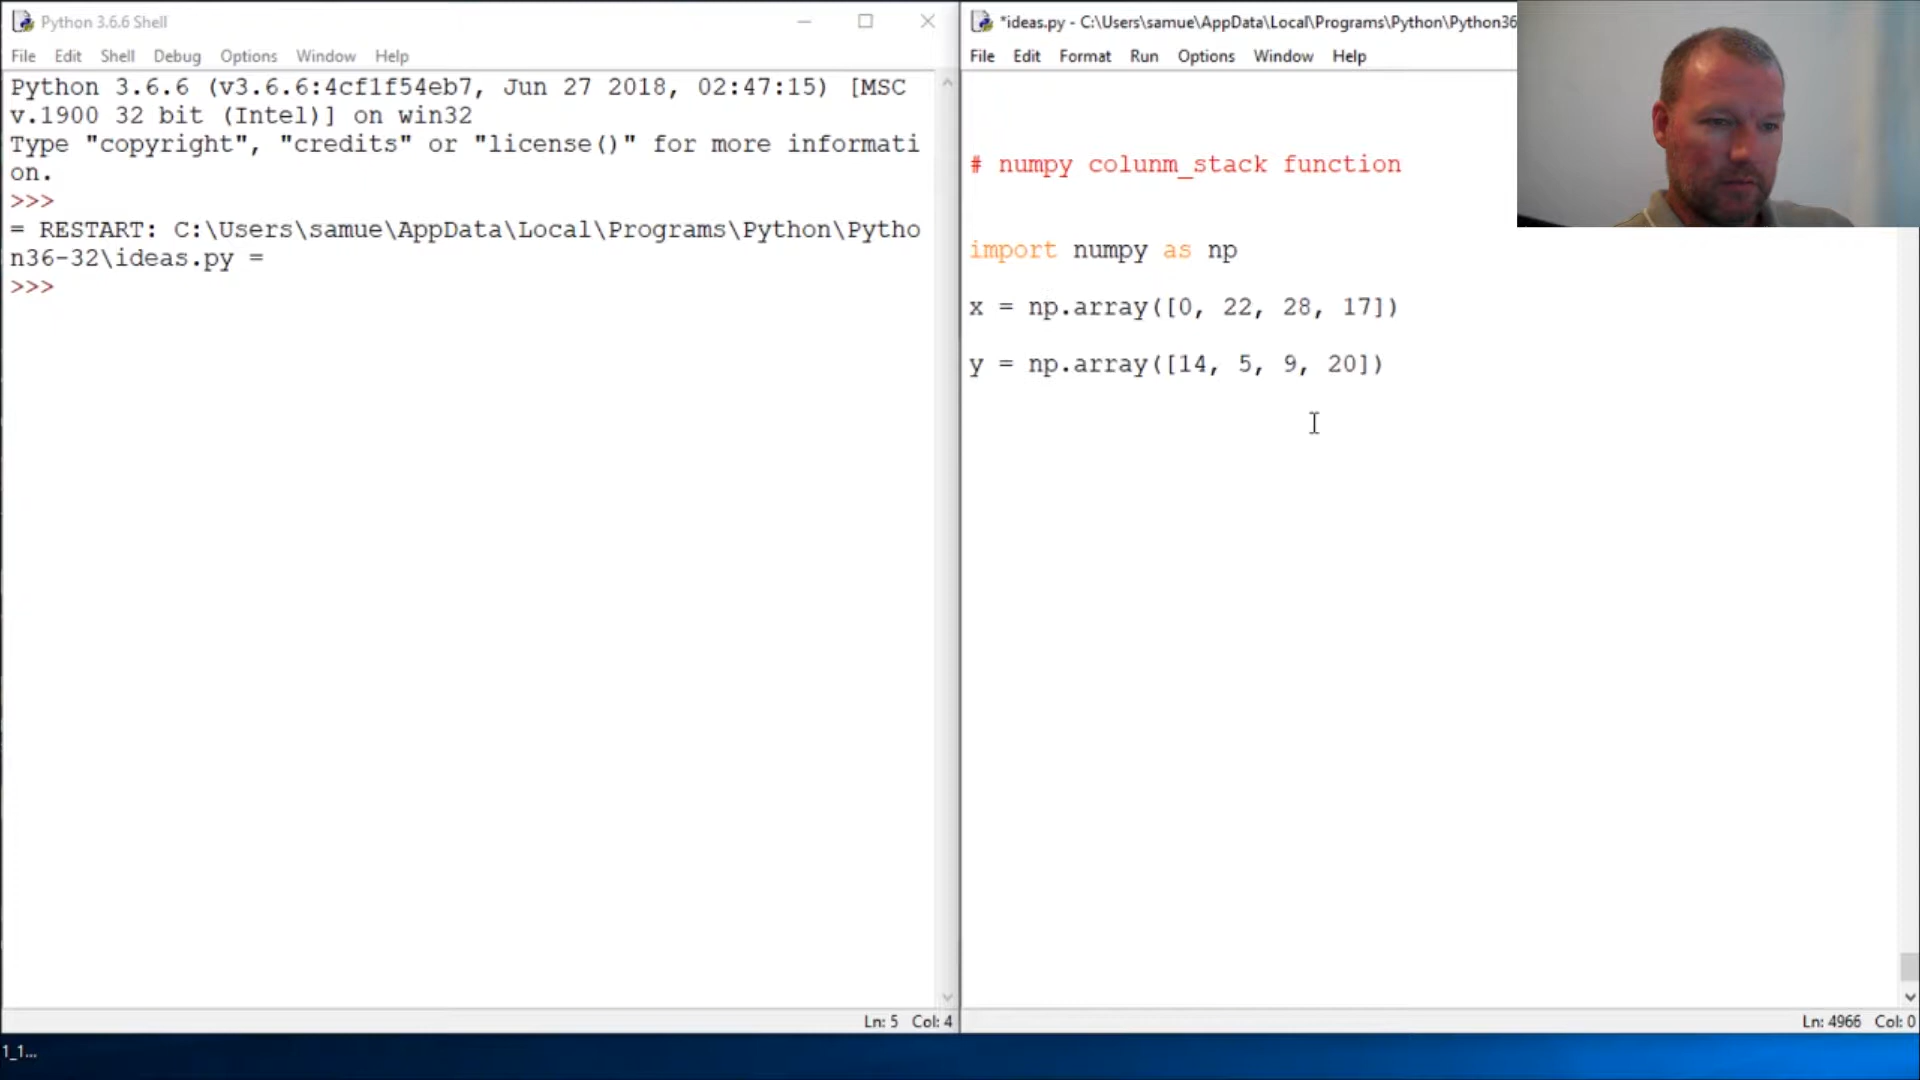 Python 3.6.6 Shell
File Edit Shell Debug Options Window Help
Python 3.6.6 (v3.6.6:4cf1f54eb7, Jun 27 2018, 02:47:15) [MSC
v.1900 32 bit (Intel)] on win32
Type "copyright", "credits" or "license()" for more informati
on.
>>>
= RESTART: C:\Users\samue\AppData\Local\Programs\Python\Pytho
n36-32\ideas.py =
>>>
Ln: 5 Col: 4
*ideas.py - C:\Users\samue\AppData\Local\Programs\Python\Python36
File Edit Format Run Options Window Help
# numpy colunm_stack function
import numpy as np
x = np.array([0, 22, 28, 17])
y = np.array([14, 5, 9, 20])
Ln: 4966 Col: 0
1_1...